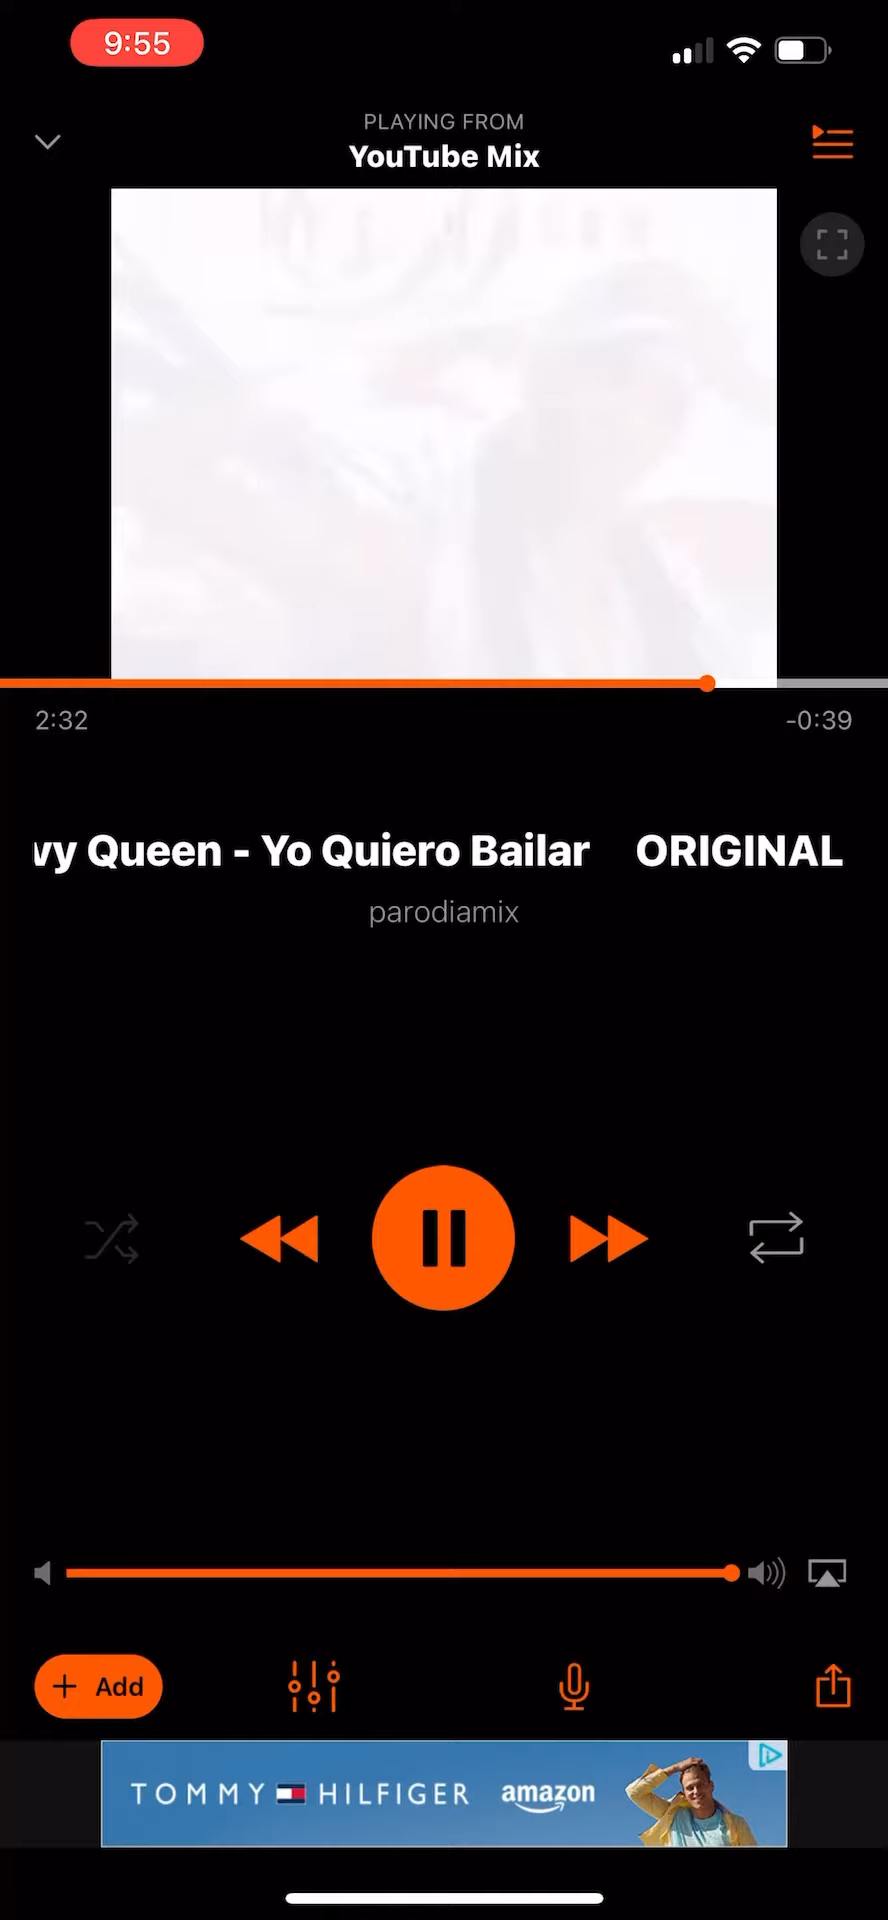 9:55
PLAYING FROM
YouTube Mix
2:32
-0:39
vy Queen - Yo Quiero Bailar ORIGINAL
parodiamix
+ Add
TOMMY HILFIGER amazon